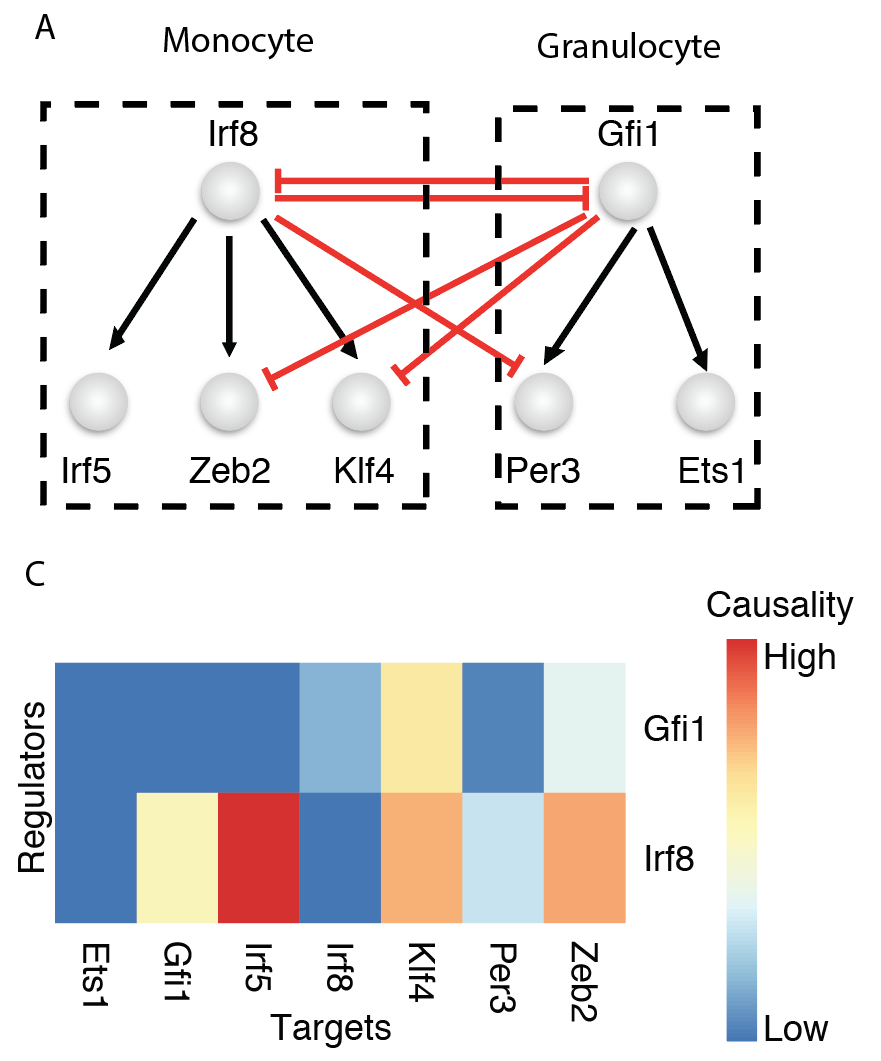 A
Monocyte
Granulocyte
Irf8
Gfi1
Irf5
Zeb2
Klf4
Per3
Ets1
C
Causality
High
Low
Regulators
Gfi1
Irf8
Ets1
Gfi1
Irf5
Irf8
Klf4
Per3
Zeb2
Targets